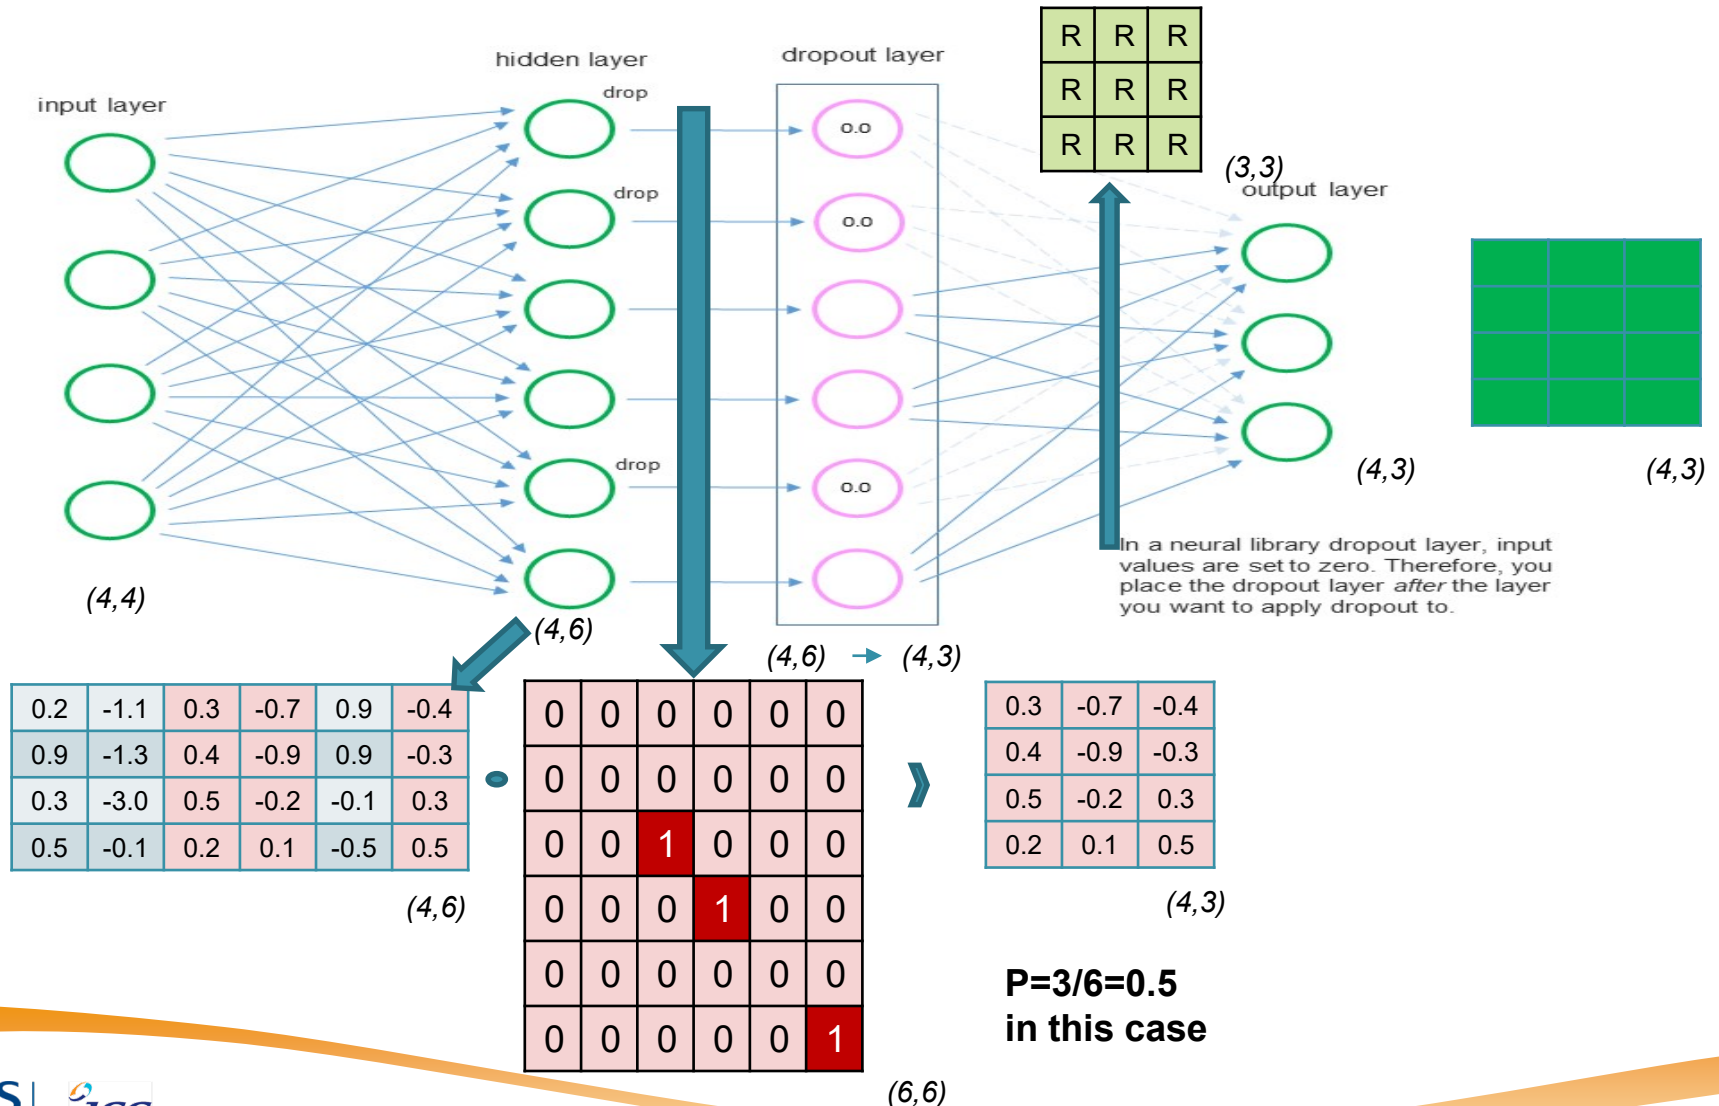 R R R
R R R
R R R
(3,3)
hidden layer
dropout layer
input layer
drop
0.0
drop
0.0
output layer
drop
0.0
(4,3)
(4,3)
In a neural library dropout layer, input
values are set to zero. Therefore, you
place the dropout layer after the layer
you want to apply dropout to.
(4,4)
(4,6)
(4,6) → (4,3)
0.2 -1.1 0.3 -0.7 0.9 -0.4
0.9 -1.3 0.4 -0.9 0.9 -0.3
0.3 -3.0 0.5 -0.2 -0.1 0.3
0.5 -0.1 0.2 0.1 -0.5 0.5
(4,6)
0 0 0 0 0 0
0 0 0 0 0 0
0 0 1 0 0 0
0 0 0 1 0 0
0 0 0 0 0 0
0 0 0 0 0 1
(6,6)
0.3 -0.7 -0.4
0.4 -0.9 -0.3
0.5 -0.2 0.3
0.2 0.1 0.5
(4,3)
P=3/6=0.5
in this case